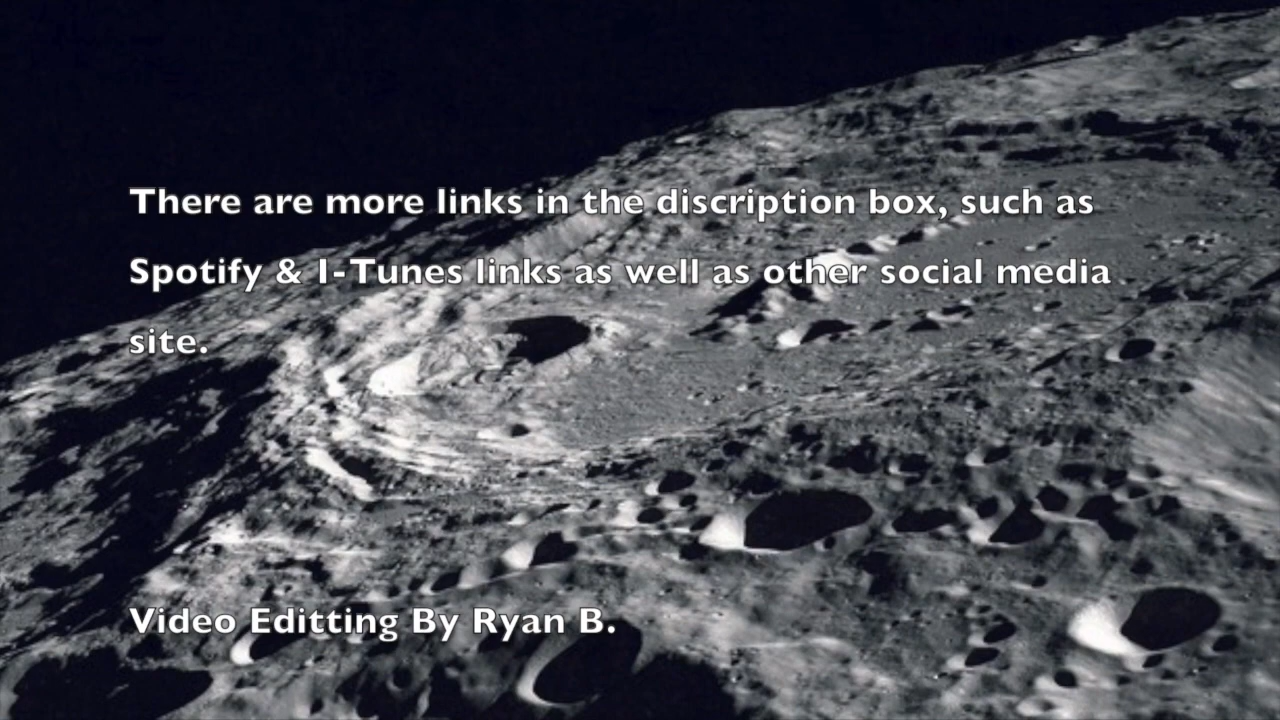 There are more links in the discription box, such as
Spotify & I-Tunes links as well as other social media
site.
Video Editting By Ryan B.